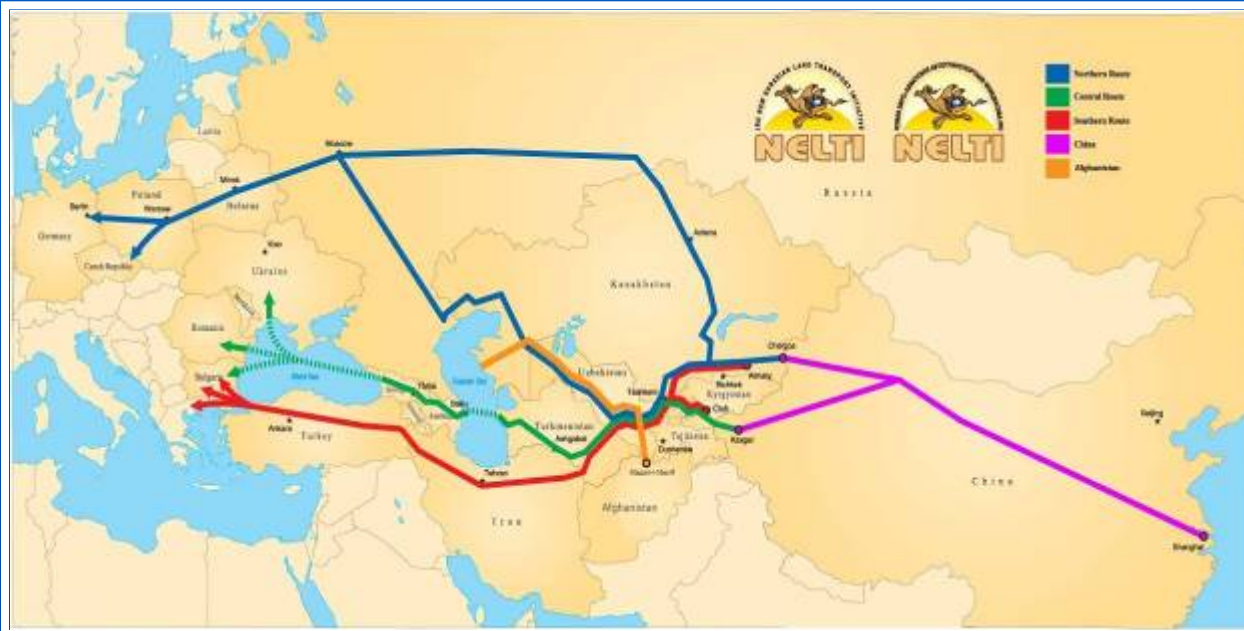 NELTI
NELTI
Northern Route
Central Route
Southern Route
China
Afghanistan
Russia
Latvia
Moscow
Minsk
Belarus
Poland
Warsaw
Berlin
Germany
Czech Republic
Kiev
Ukraine
Astana
Kazakhstan
Romania
Black Sea
Bulgaria
Caspian Sea
Tbilisi
Baku
Uzbekistan
Tashkent
Almaty
Bishkek
Kyrgyzstan
Osh
Turkmenistan
Ashgabat
Tajikistan
Dushanbe
Kazgar
Ankara
Turkey
Tehran
Iran
Mazar-i-Sharif
Afghanistan
Beijing
China
Shanghai